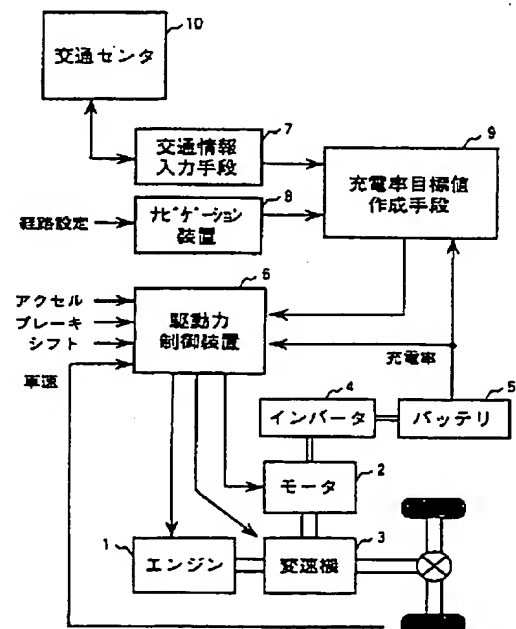 10
交通センタ
7
交通情報
入力手段
9
充電率目標値
作成手段
8
ナビゲーション
装置
経路設定
6
アクセル
ブレーキ
シフト
車速
駆動力
制御装置
充電率
4
インバータ
5
バッテリ
2
モータ
1
エンジン
3
変速機